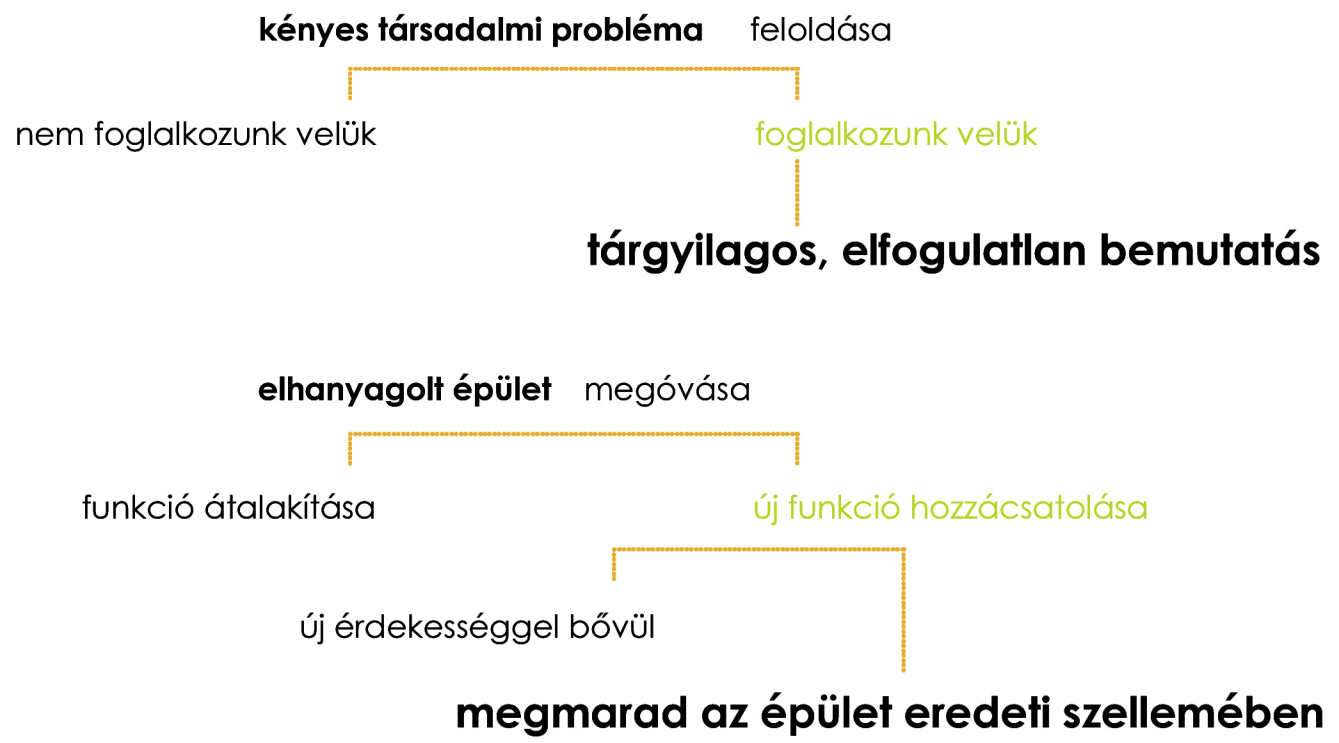 kényes társadalmi probléma feloldása
nem foglalkozunk velük foglalkozunk velük
tárgyilagos, elfogulatlan bemutatás
elhanyagolt épület megóvása
funkció átalakítása új funkció hozzácsatolása
új érdekességgel bővül
megmarad az épület eredeti szellemében